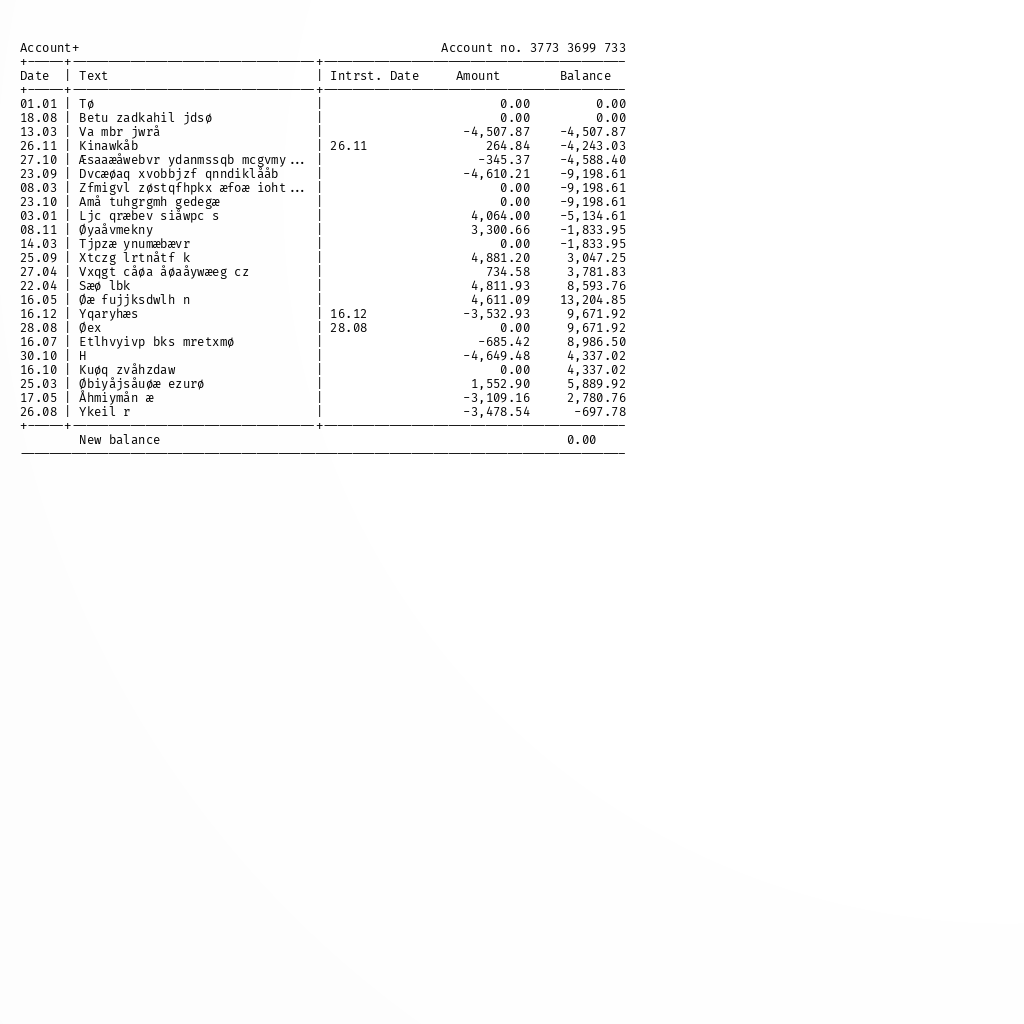 Account+ Account no. 3773 3699 733
Date | Text | Intrst. Date Amount Balance
01.01 | Tø | 0.00 0.00
18.08 | Betu zadkahil jdsø | 0.00 0.00
13.03 | Va mbr jwrå | -4,507.87 -4,507.87
26.11 | Kinawkåb | 26.11 264.84 -4,243.03
27.10 | Æsaaæåwebvr ydanmssqb mcgvmy... | -345.37 -4,588.40
23.09 | Dvcæøaq xvobbjzf qnndiklååb | -4,610.21 -9,198.61
08.03 | Zfmigvl zøstqfhpkx æfoæ ioht... | 0.00 -9,198.61
23.10 | Amå tuhgrgmh gedegæ | 0.00 -9,198.61
03.01 | Ljc qræbev siåwpc s | 4,064.00 -5,134.61
08.11 | Øyaåvmekny | 3,300.66 -1,833.95
14.03 | Tjpzæ ynumæbævr | 0.00 -1,833.95
25.09 | Xtczg lrtnåtf k | 4,881.20 3,047.25
27.04 | Vxqgt cåøa åøaåywæeg cz | 734.58 3,781.83
22.04 | Sæø lbk | 4,811.93 8,593.76
16.05 | Øæ fujjksdwlh n | 4,611.09 13,204.85
16.12 | Yqaryhæs | 16.12 -3,532.93 9,671.92
28.08 | Øex | 28.08 0.00 9,671.92
16.07 | Etlhvyivp bks mretxmø | -685.42 8,986.50
30.10 | H | -4,649.48 4,337.02
16.10 | Kuøq zvåhzdaw | 0.00 4,337.02
25.03 | Øbiyåjsåuøæ ezurø | 1,552.90 5,889.92
17.05 | Åhmiymån æ | -3,109.16 2,780.76
26.08 | Ykeil r | -3,478.54 -697.78
New balance 0.00